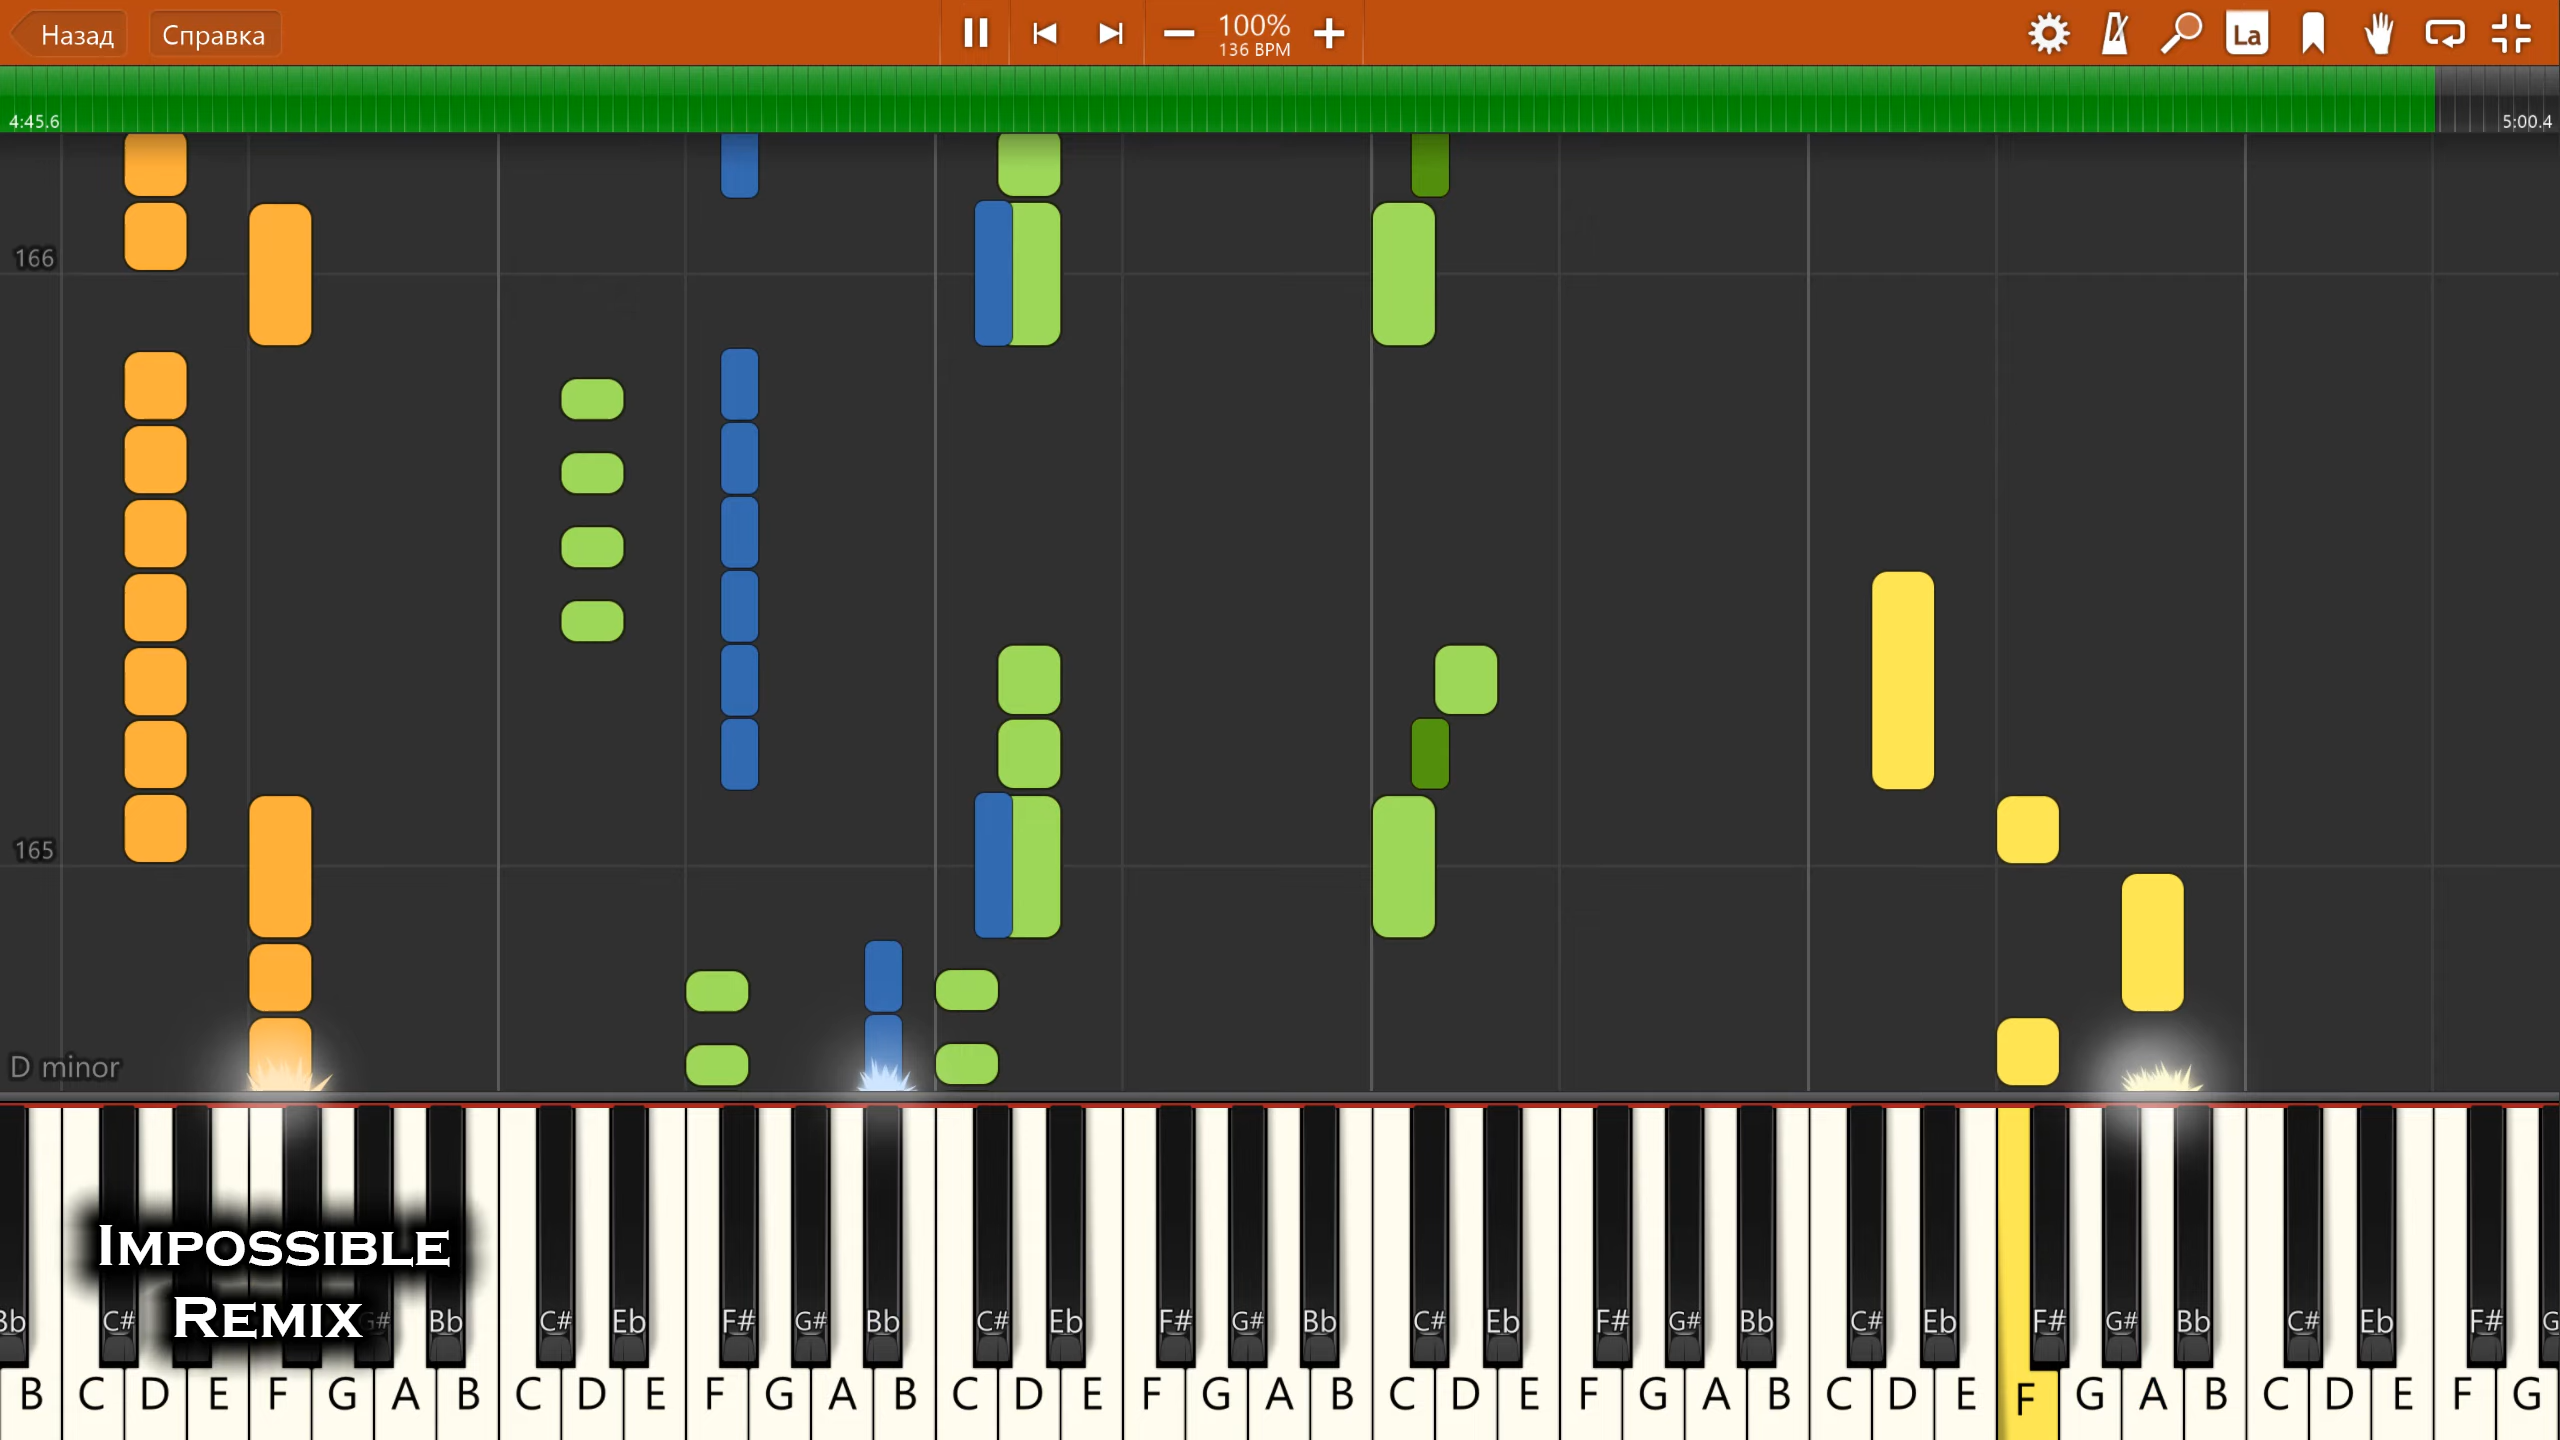 Назад Справка 100% La
136 BPM
4:45.6 5:00.4
166
165
D minor
Impossible
Remix
Bb C# G# Bb C# Eb F# G# Bb C# Eb F# G# Bb C# Eb F# G# Bb C# Eb F# G# Bb C# Eb F# G
B C D E F G A B C D E F G A B C D E F G A B C D E F G A B C D E F G A B C D E F G